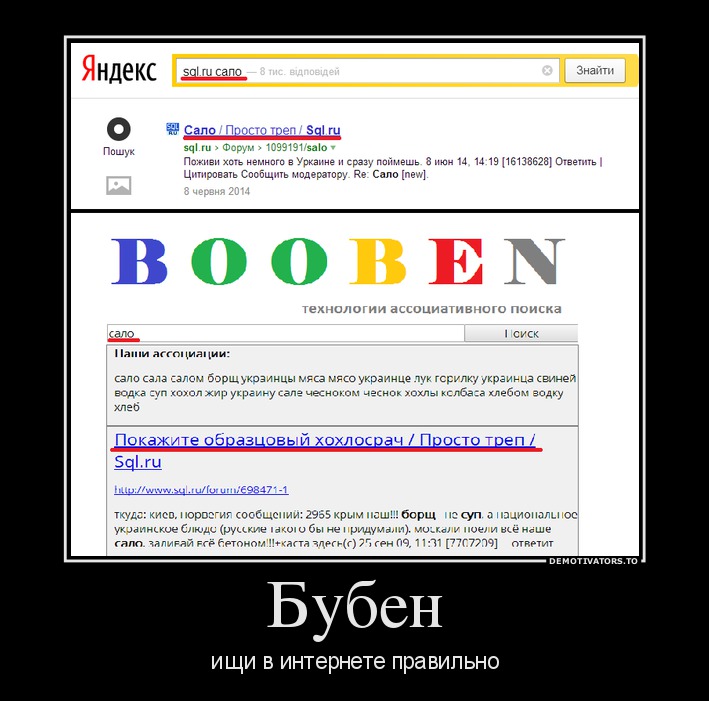 Яндекс
sql.ru сало — 8 тис. відповідей
Знайти
Пошук
SQL RU
Сало / Просто треп / Sql.ru
sql.ru › Форум › 1099191/salo
Поживи хоть немного в Уркаине и сразу поймешь. 8 июн 14, 14:19 [16138628] Ответить |
Цитировать Сообщить модератору. Re: Сало [new].
8 червня 2014
BOOBEN
технологии ассоциативного поиска
сало
Поиск
Наши ассоциации:
сало сала салом борщ украинцы мяса мясо украинце лук горилку украинца свиней
водка суп хохол жир украину сале чесноком чеснок хохлы колбаса хлебом водку
хлеб
Покажите образцовый хохлосрач / Просто треп /
Sql.ru
http://www.sql.ru/forum/698471-1
ткуда: киев, норвегия сообщений: 2965 крым наш!!! борщ не суп, а национальное
украинское блюдо (русские такого бы не придумали). москали поели всё наше
сало, заливай всё бетоном!!!+каста здесь(с) 25 сен 09, 11:31 [7707209] ответит
DEMOTIVATORS.TO
Бубен
ищи в интернете правильно